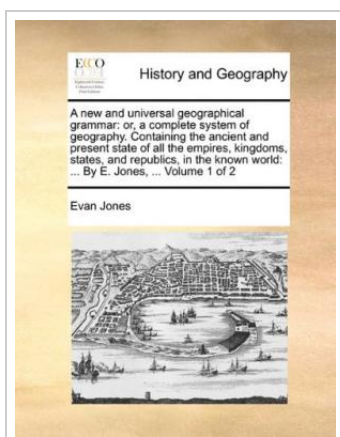 ECCO
History and Geography
A new and universal geographical
grammar: or, a complete system of
geography. Containing the ancient and
present state of all the empires, kingdoms,
states, and republics, in the known world:
... By E. Jones, ... Volume 1 of 2
Evan Jones